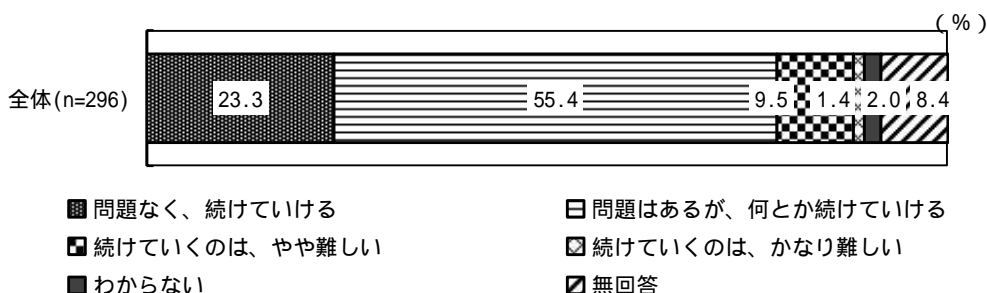 (%)
全体(n=296) 23.3 55.4 9.5 1.4 2.0 8.4
問題なく、続けていける 問題はあるが、何とか続けていける
続けていくのは、やや難しい 続けていくのは、かなり難しい
わからない 無回答